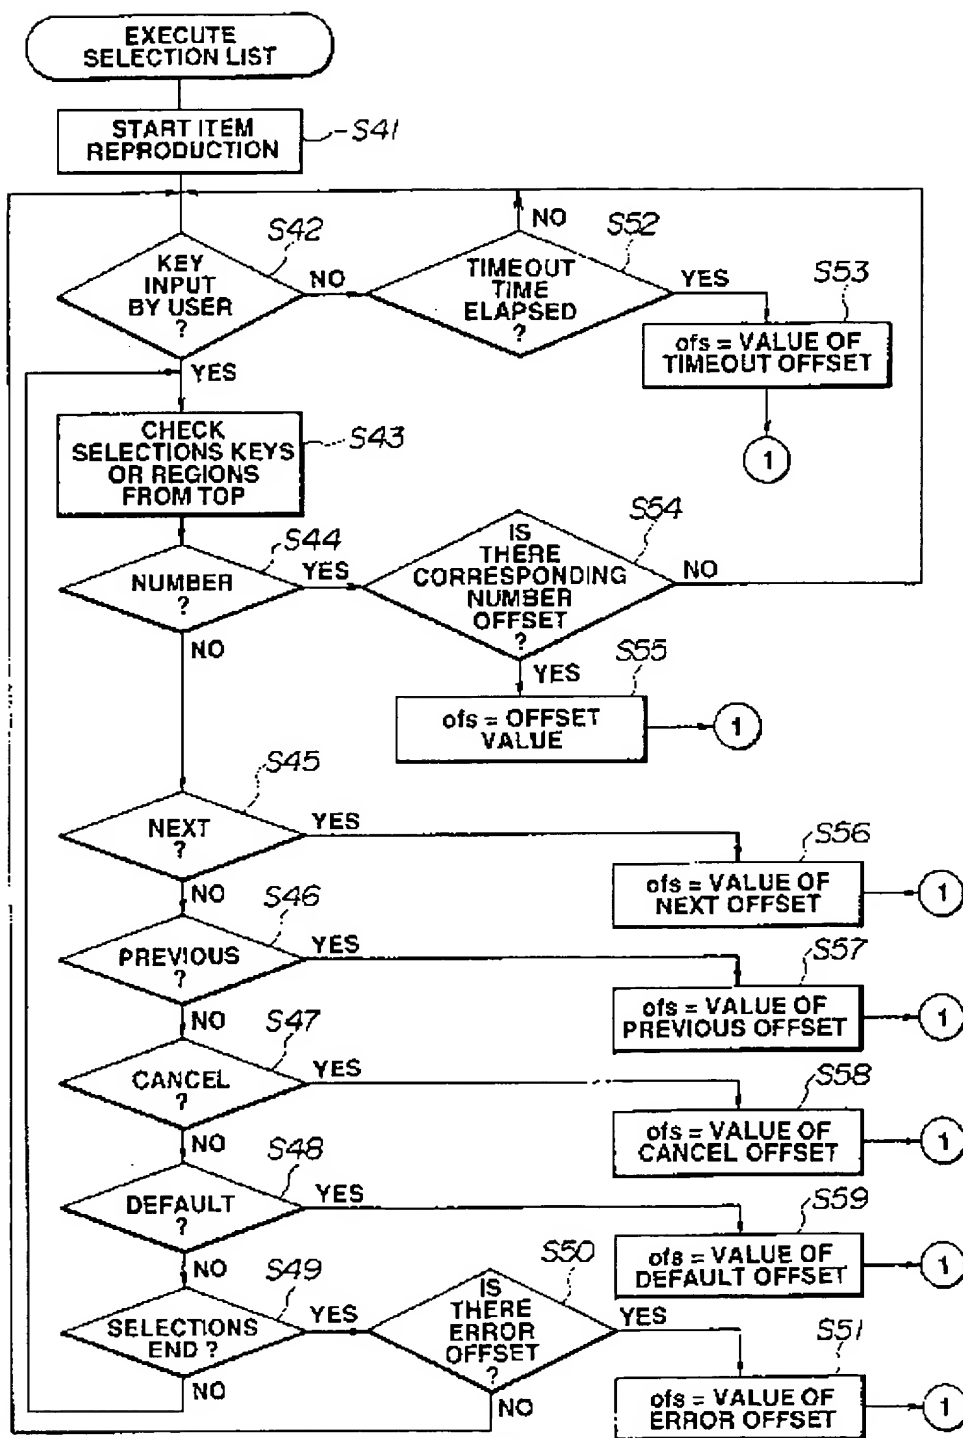 EXECUTE
SELECTION LIST
START ITEM
REPRODUCTION
S41
KEY
INPUT
BY USER
?
S42
NO
YES
TIMEOUT
TIME
ELAPSED
?
S52
NO
YES
ofs = VALUE OF
TIMEOUT OFFSET
S53
1
CHECK
SELECTIONS KEYS
OR REGIONS
FROM TOP
S43
NUMBER
?
S44
YES
NO
IS
THERE
CORRESPONDING
NUMBER
OFFSET
?
S54
NO
YES
ofs = OFFSET
VALUE
S55
1
NEXT
?
S45
YES
NO
ofs = VALUE OF
NEXT OFFSET
S56
1
PREVIOUS
?
S46
YES
NO
ofs = VALUE OF
PREVIOUS OFFSET
S57
1
CANCEL
?
S47
YES
NO
ofs = VALUE OF
CANCEL OFFSET
S58
1
DEFAULT
?
S48
YES
NO
ofs = VALUE OF
DEFAULT OFFSET
S59
1
SELECTIONS
END ?
S49
YES
NO
IS
THERE
ERROR
OFFSET
?
S50
YES
NO
ofs = VALUE OF
ERROR OFFSET
S51
1